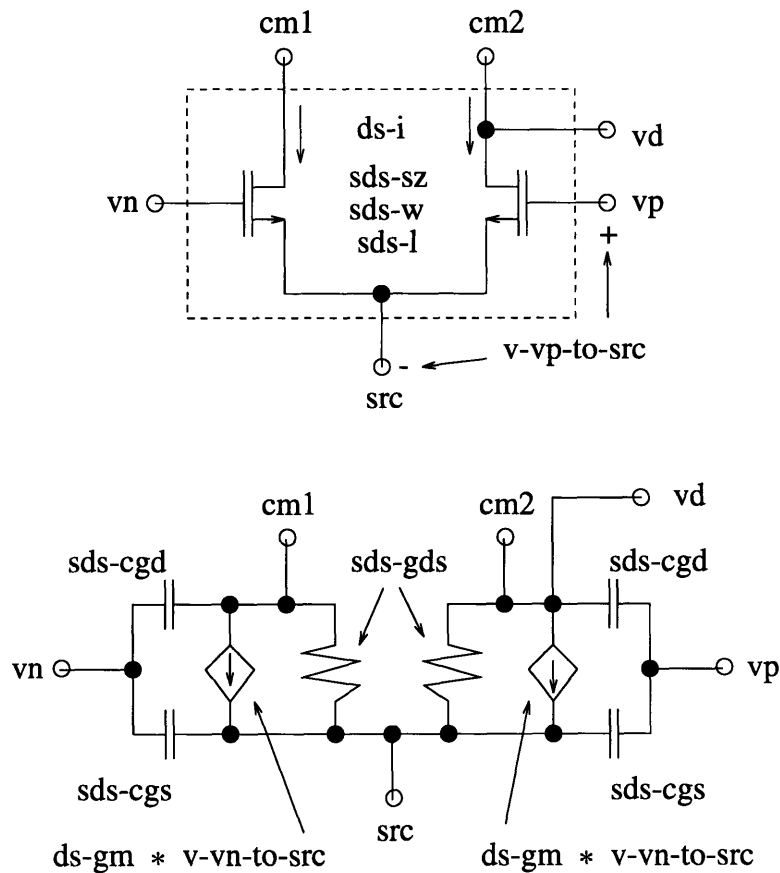 cm1
cm2
ds-i
vd
sds-sz
vn
sds-w
vp
sds-l
+
v-vp-to-src
-
src
vd
cm1
cm2
sds-cgd
sds-gds
sds-cgd
vn
vp
sds-cgs
src
sds-cgs
ds-gm * v-vn-to-src
ds-gm * v-vn-to-src